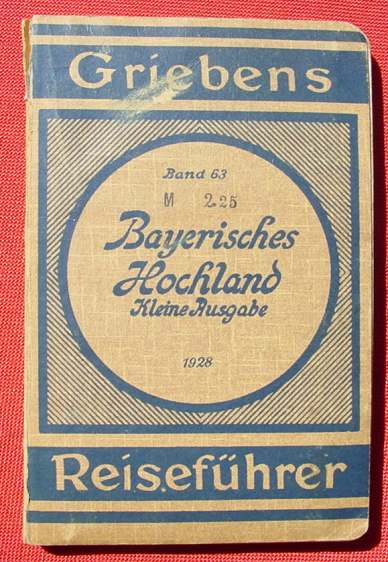 Griebens
Band 63
M 2.25
Bayerisches
Hochland
Kleine Ausgabe
1928
Reiseführer